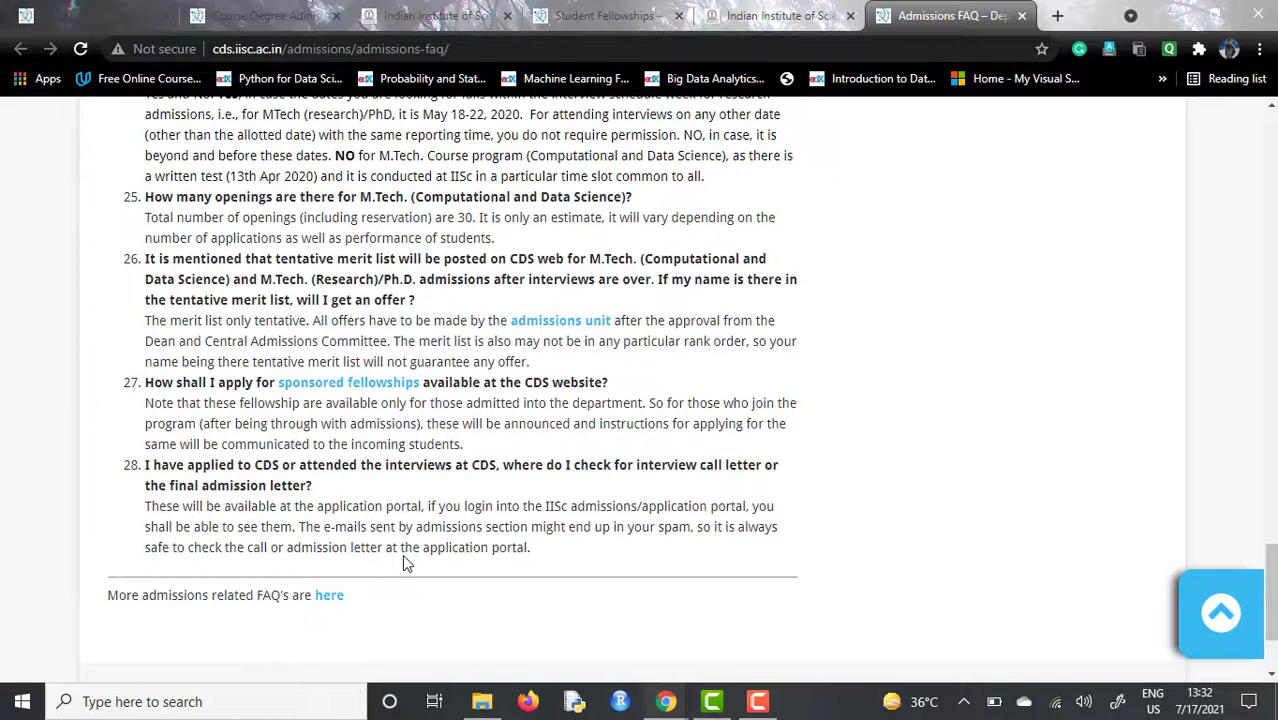 Course Degree Admis
Indian Institute of Sci
Student Fellowships –
Indian Institute of Scie
Admissions FAQ – Dep
Not secure
cds.iisc.ac.in/admissions/admissions-faq/
Apps
Free Online Course...
Python for Data Sci...
Probability and Stat...
Machine Learning F...
Big Data Analytics...
Introduction to Dat...
Home - My Visual S...
»
Reading list
admissions, i.e., for MTech (research)/PhD, it is May 18-22, 2020. For attending interviews on any other date
(other than the allotted date) with the same reporting time, you do not require permission. NO, in case, it is
beyond and before these dates. NO for M.Tech. Course program (Computational and Data Science), as there is
a written test (13th Apr 2020) and it is conducted at IISc in a particular time slot common to all.
25. How many openings are there for M.Tech. (Computational and Data Science)?
Total number of openings (including reservation) are 30. It is only an estimate, it will vary depending on the
number of applications as well as performance of students.
26. It is mentioned that tentative merit list will be posted on CDS web for M.Tech. (Computational and
Data Science) and M.Tech. (Research)/Ph.D. admissions after interviews are over. If my name is there in
the tentative merit list, will I get an offer ?
The merit list only tentative. All offers have to be made by the admissions unit after the approval from the
Dean and Central Admissions Committee. The merit list is also may not be in any particular rank order, so your
name being there tentative merit list will not guarantee any offer.
27. How shall I apply for sponsored fellowships available at the CDS website?
Note that these fellowship are available only for those admitted into the department. So for those who join the
program (after being through with admissions), these will be announced and instructions for applying for the
same will be communicated to the incoming students.
28. I have applied to CDS or attended the interviews at CDS, where do I check for interview call letter or
the final admission letter?
These will be available at the application portal, if you login into the IISc admissions/application portal, you
shall be able to see them. The e-mails sent by admissions section might end up in your spam, so it is always
safe to check the call or admission letter at the application portal.
More admissions related FAQ's are here
Type here to search
36°C
ENG
US
13:32
7/17/2021